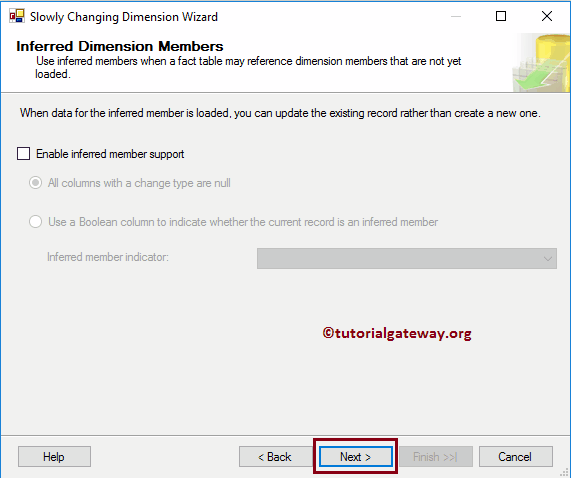 Slowly Changing Dimension Wizard
Inferred Dimension Members
Use inferred members when a fact table may reference dimension members that are not yet
loaded.
When data for the inferred member is loaded, you can update the existing record rather than create a new one.
Enable inferred member support
All columns with a change type are null
Use a Boolean column to indicate whether the current record is an inferred member
Inferred member indicator:
©tutorialgateway.org
Help
< Back
Next >
Finish >>|
Cancel